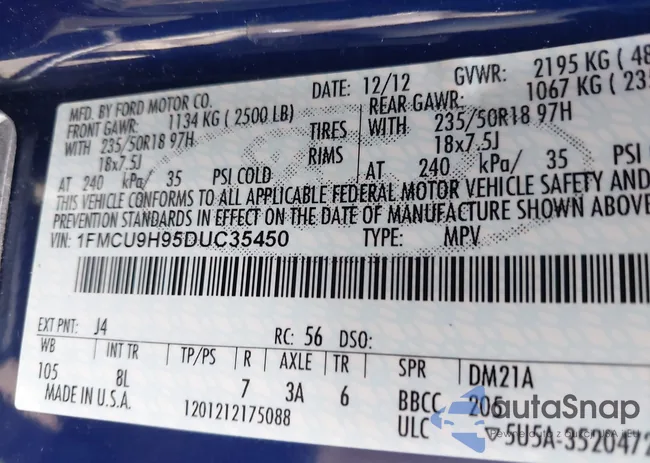 DATE: 12/12 GVWR: 2195 KG ( 48
MFD. BY FORD MOTOR CO.
FRONT GAWR: 1134 KG ( 2500 LB) REAR GAWR: 1067 KG ( 235
WITH 235/50R18 97H TIRES WITH 235/50R18 97H
18x7.5J RIMS 18x7.5J
AT 240 kPa/ 35 PSI COLD AT 240 kPa/ 35 PSI
THIS VEHICLE CONFORMS TO ALL APPLICABLE FEDERAL MOTOR VEHICLE SAFETY AND
PREVENTION STANDARDS IN EFFECT ON THE DATE OF MANUFACTURE SHOWN ABOVE
VIN: 1FMCU9H95DUC35450 TYPE: MPV
EXT PNT: J4 RC: 56 DSO:
WB INT TR TP/PS R AXLE TR SPR DM21A
105 8L 7 3A 6 BBCC 206
MADE IN U.S.A. 1201212175088 ULC 5U5A-3520472
autoSnap